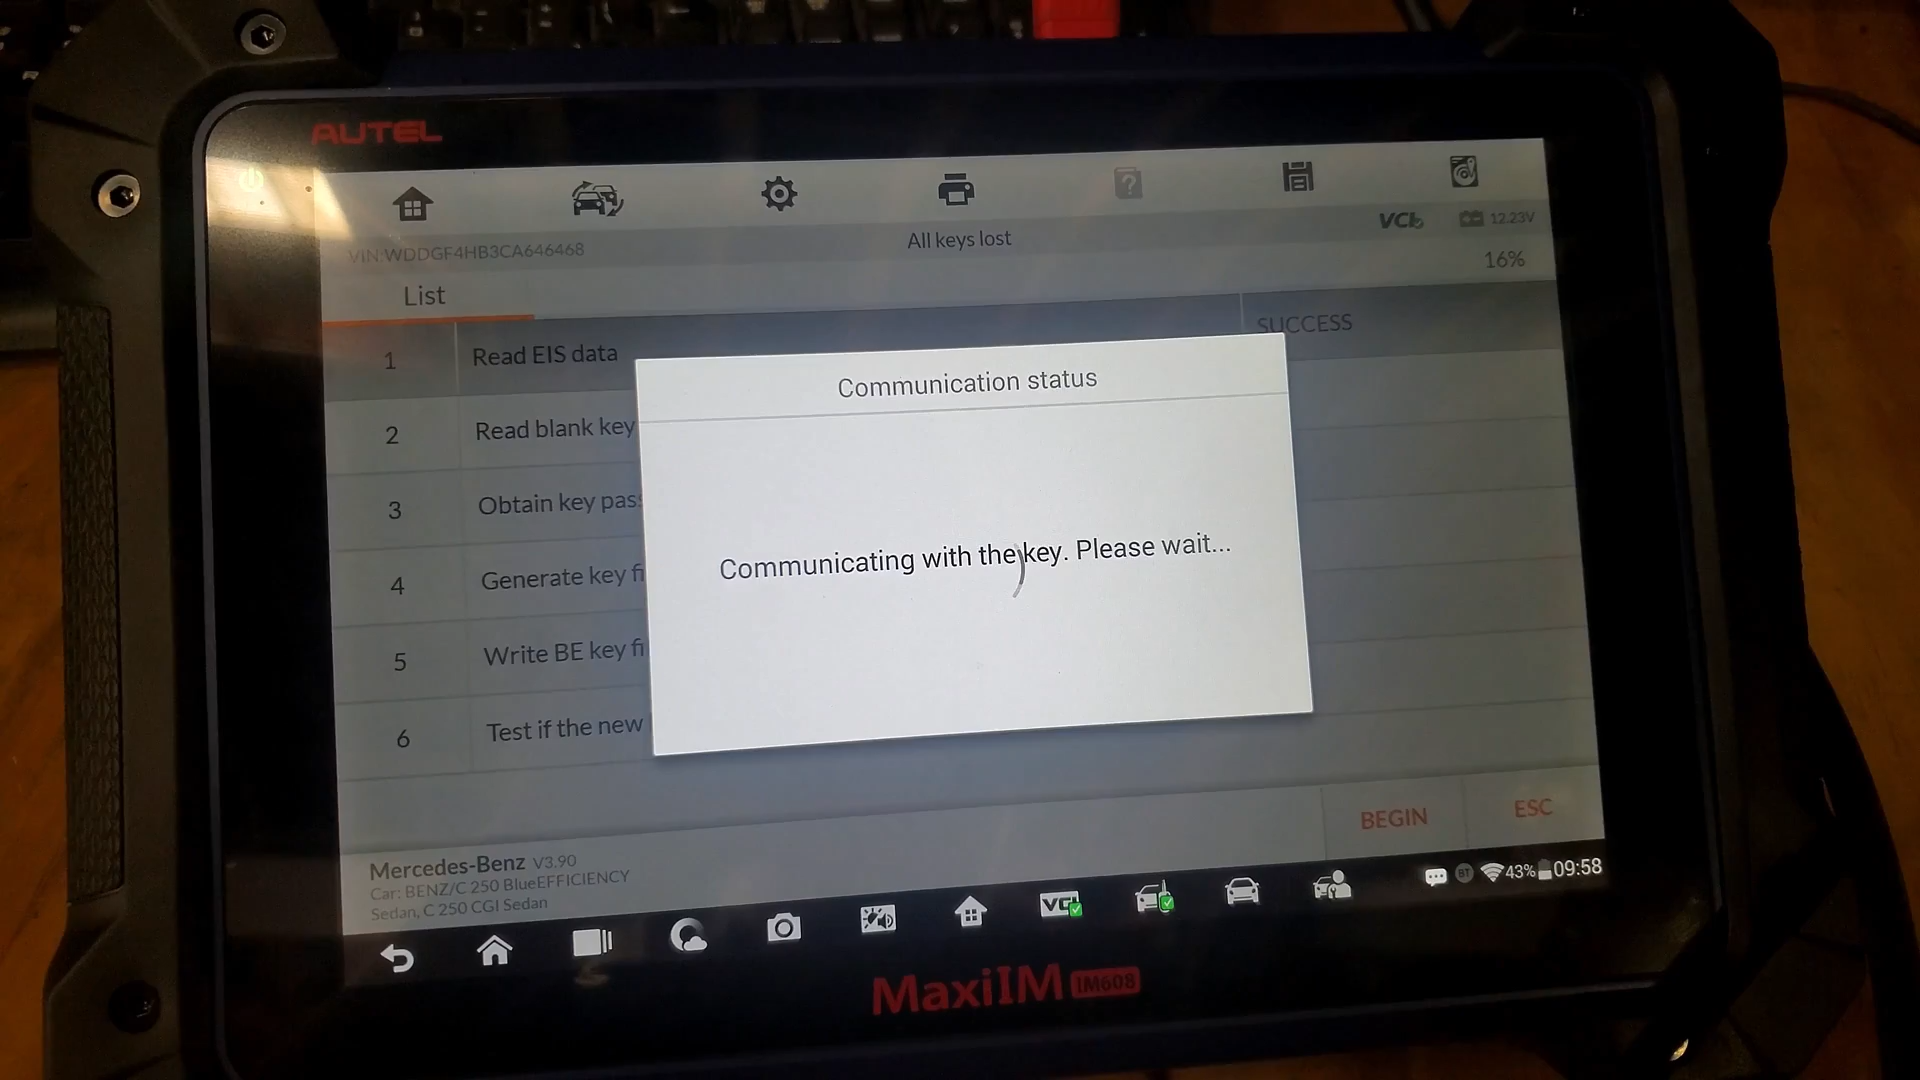 AUTEL
VCI 12.23V
VIN:WDDGF4HB3CA646468 All keys lost
16%
List
SUCCESS
1 Read EIS data
2 Read blank key
3 Obtain key pas
4 Generate key fi
5 Write BE key fi
6 Test if the new
Communication status
Communicating with the key. Please wait...
BEGIN ESC
Mercedes-Benz V3.90
Car: BENZ/C 250 BlueEFFICIENCY
Sedan, C 250 CGI Sedan
VCI BT 43% 09:58
MaxiIM IM608